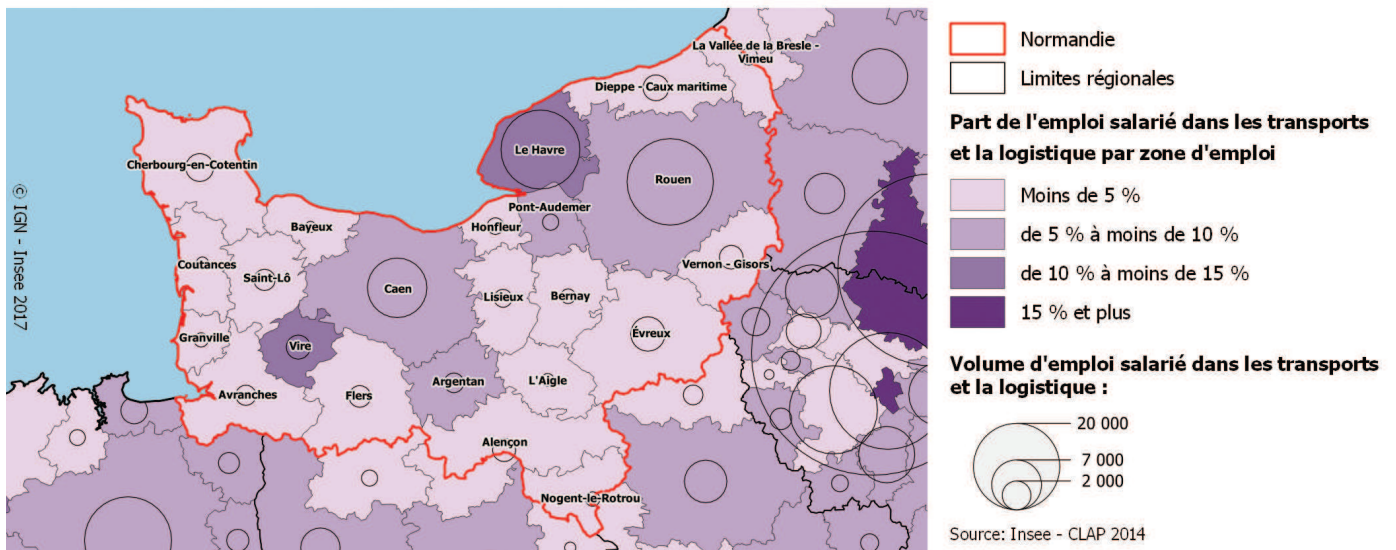 La Vallée de la Bresle -
Vimeu
Dieppe - Caux maritime
Le Havre
Cherbourg-en-Cotentin
Rouen
Pont-Audemer
Honfleur
Bayeux
Coutances
Saint-Lô
Caen
Lisieux
Bernay
Vernon - Gisors
Granville
Vire
Évreux
Avranches
Flers
Argentan
L'Aigle
Alençon
Nogent-le-Rotrou
© IGN - Insee 2017
Normandie
Limites régionales
Part de l'emploi salarié dans les transports
et la logistique par zone d'emploi
Moins de 5 %
de 5 % à moins de 10 %
de 10 % à moins de 15 %
15 % et plus
Volume d'emploi salarié dans les transports
et la logistique :
20 000
7 000
2 000
Source: Insee - CLAP 2014